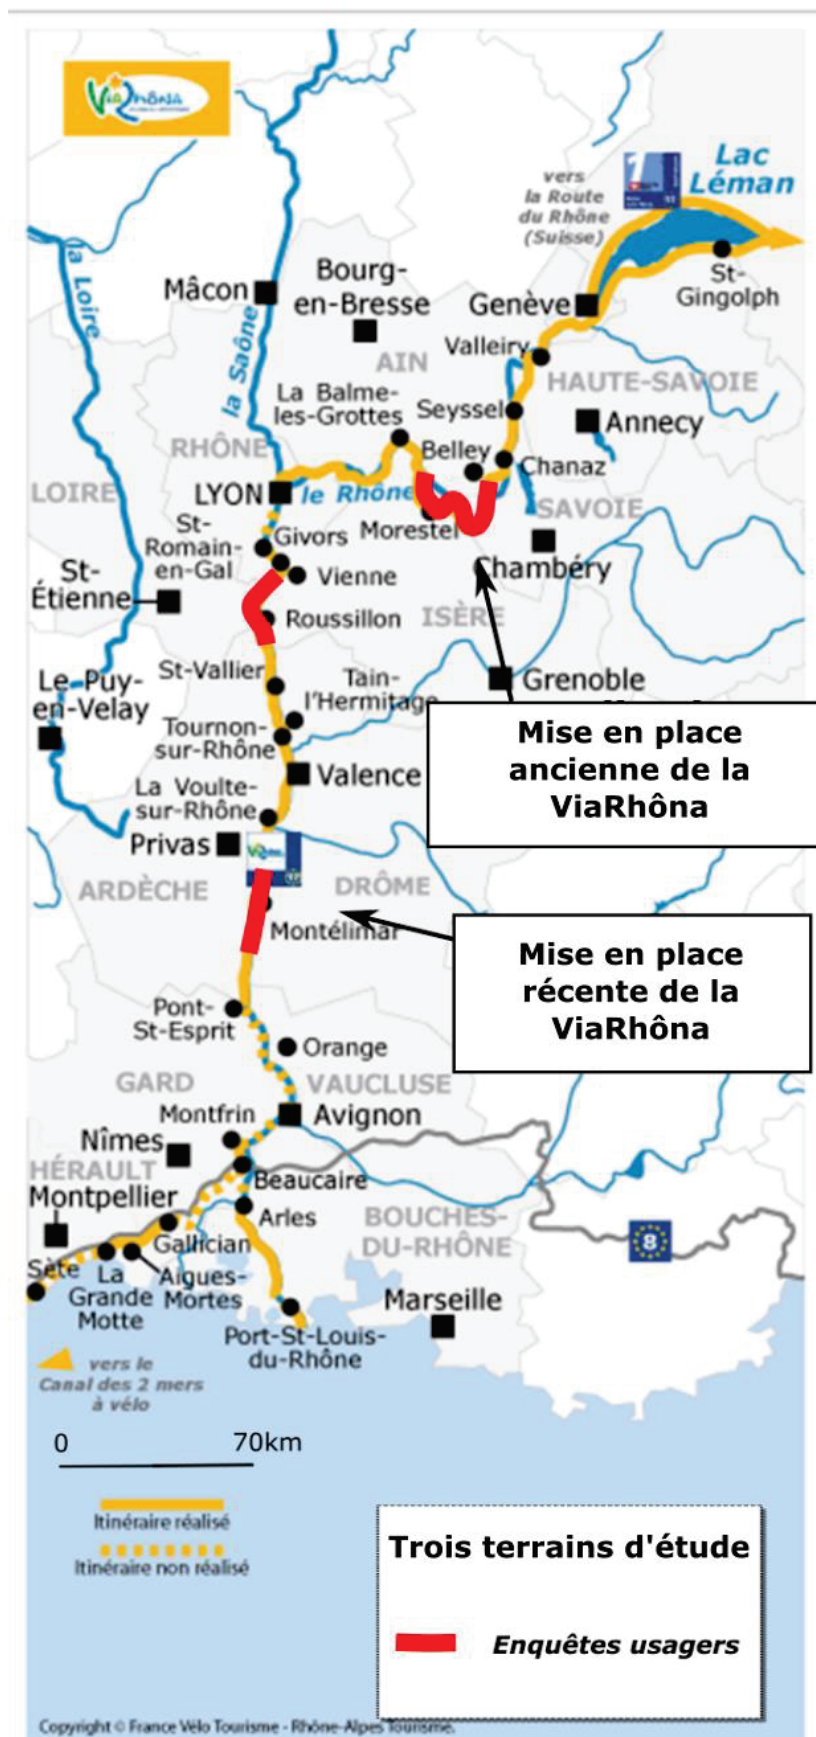 ViaRhôna
Lac
Léman
vers
la Route
du Rhône
(Suisse)
St-
Gingolph
la Loire
Mâcon
Bourg-
en-Bresse
Genève
la Saône
Valleiry
AIN
HAUTE-SAVOIE
La Balme-
les-Grottes
Seyssel
Annecy
RHÔNE
Belley
Chanaz
LOIRE
LYON
le Rhône
SAVOIE
Morestel
St-
Romain-
en-Gal
Givors
Chambéry
St-
Étienne
Vienne
Roussillon
ISÈRE
Le-Puy-
en-Velay
St-Vallier
Tain-
l'Hermitage
Grenoble
Tournon-
sur-Rhône
Mise en place
ancienne de la
ViaRhôna
Valence
La Voulte-
sur-Rhône
Privas
ARDÈCHE
DRÔME
Montélimar
Mise en place
récente de la
ViaRhôna
Pont-
St-Esprit
Orange
GARD
VAUCLUSE
Montfrin
Avignon
Nîmes
HÉRAULT
Beaucaire
Montpellier
Arles
BOUCHES-
DU-RHÔNE
8
Gallician
Sète
La
Grande
Motte
Aigues-
Mortes
Marseille
Port-St-Louis-
du-Rhône
vers le
Canal des 2 mers
à vélo
0 70km
Itinéraire réalisé
Itinéraire non réalisé
Trois terrains d'étude
Enquêtes usagers
Copyright © France Vélo Tourisme - Rhône-Alpes Tourisme.